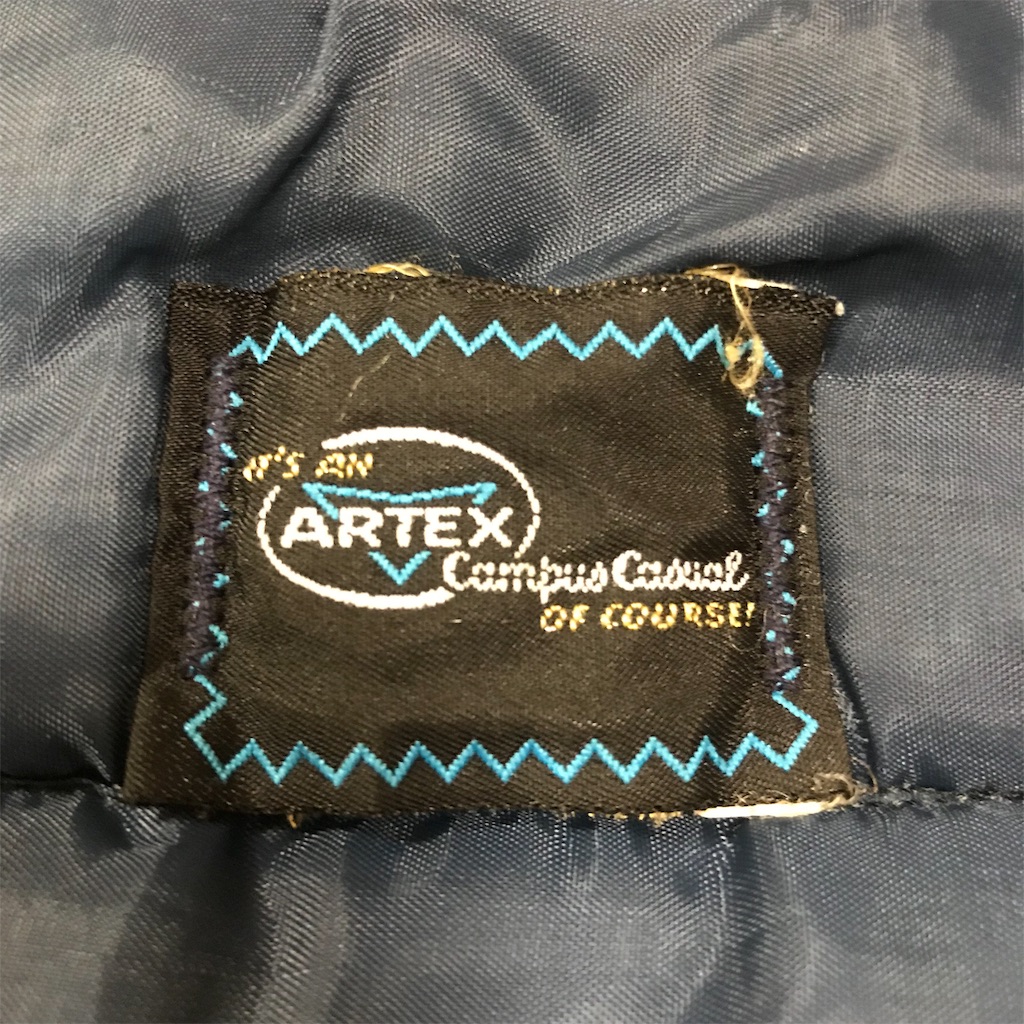 IT'S AN
ARTEX
Campus Casual
OF COURSE!